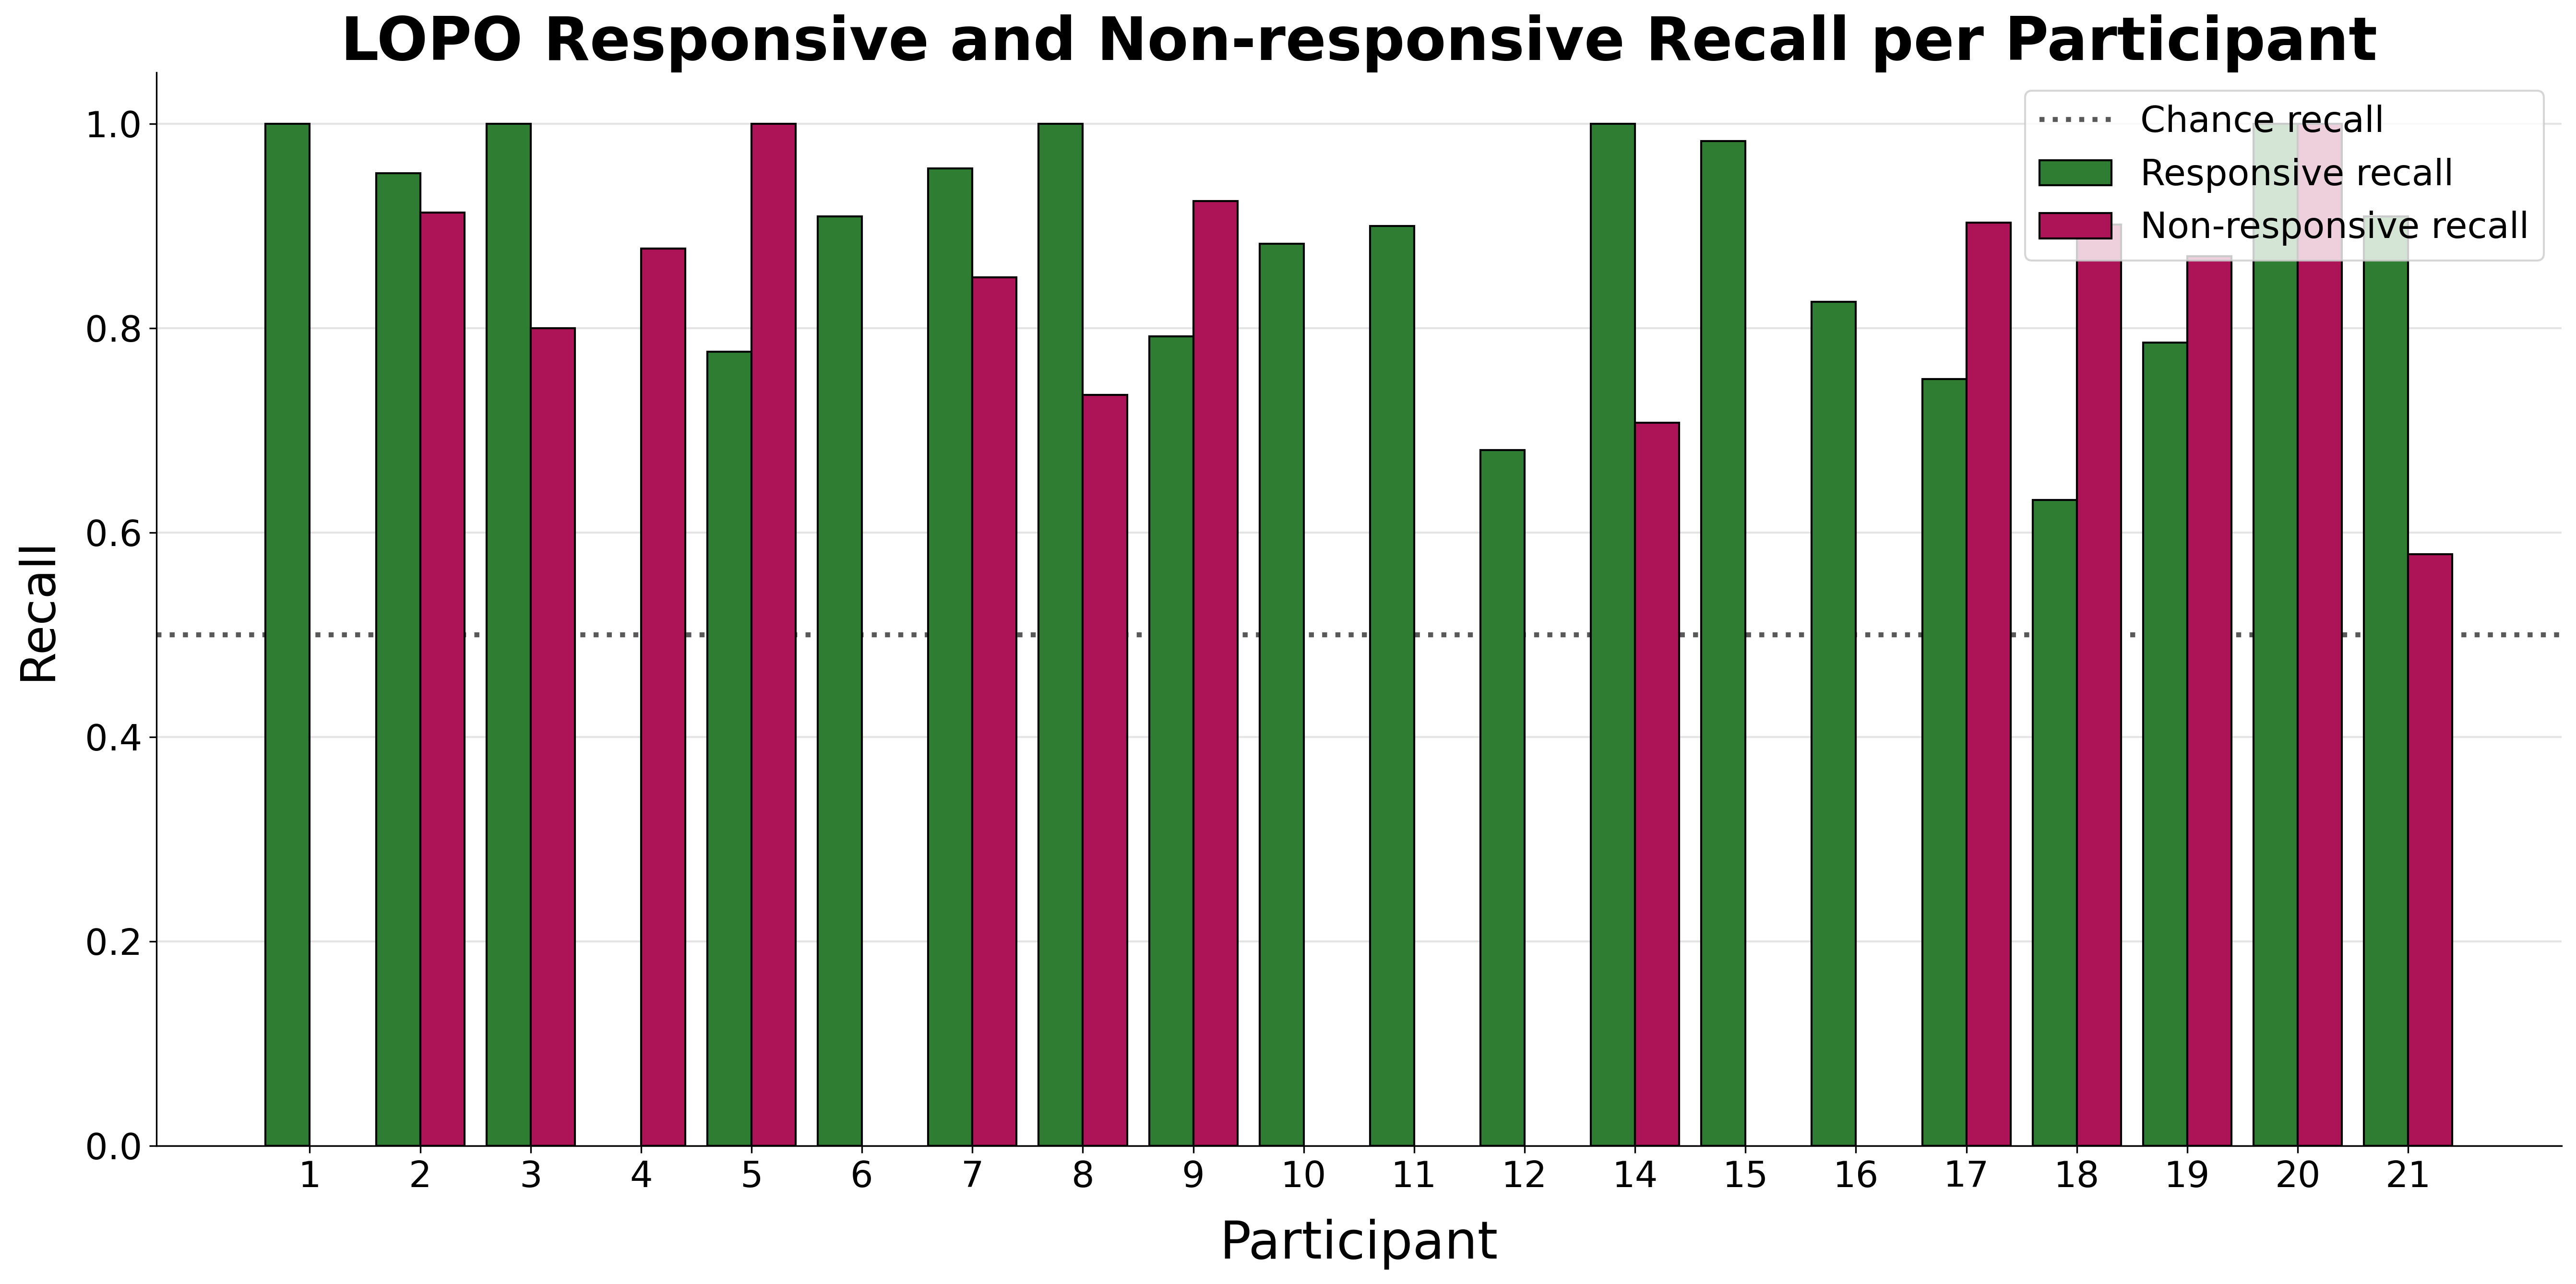 LOPO Responsive and Non-responsive Recall per Participant
Chance recall
Responsive recall
Non-responsive recall
1.0
0.8
0.6
0.4
0.2
0.0
Recall
1 2 3 4 5 6 7 8 9 10 11 12 14 15 16 17 18 19 20 21
Participant